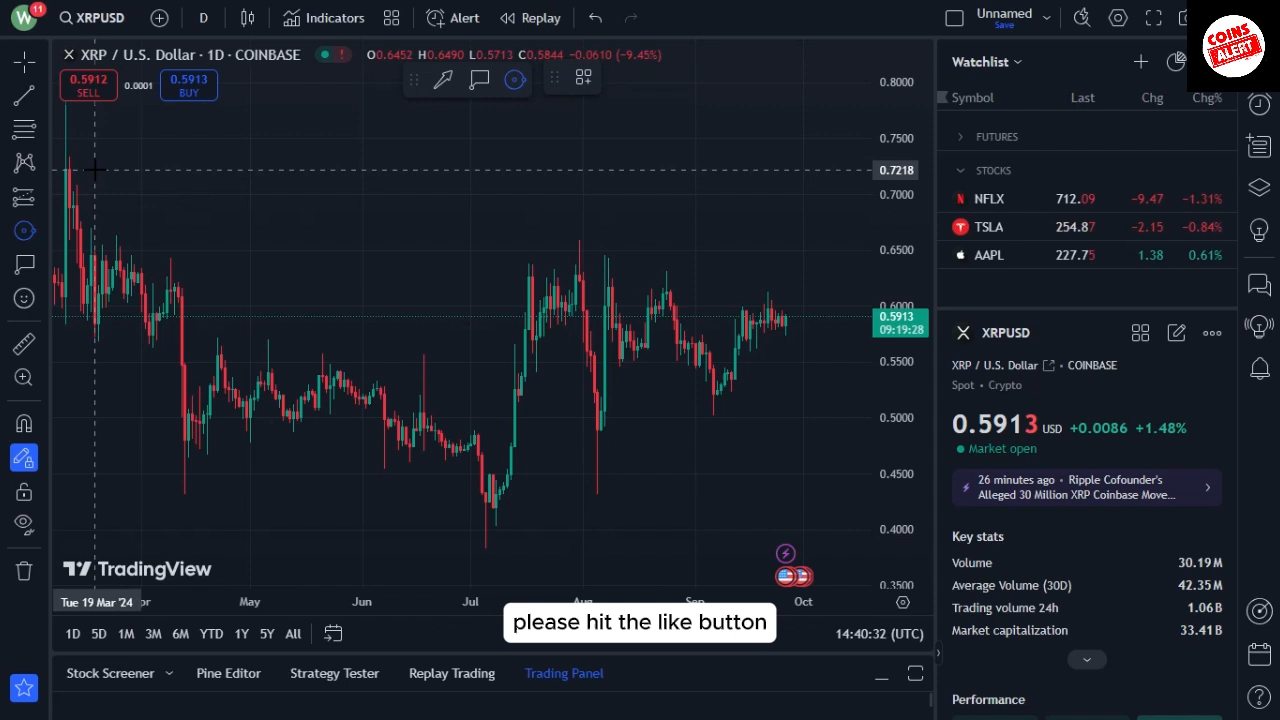 W 11 XRPUSD D Indicators Alert Replay Unnamed
Save
COINS
ALERT
XRP / U.S. Dollar · 1D · COINBASE ! O0.6452 H0.6490 L0.5713 C0.5844 -0.0610 (-9.45%)
0.5912
SELL
0.0001
0.5913
BUY
0.8000
0.7500
0.7218
0.7000
0.6500
0.6000
0.5913
09:19:28
0.5500
0.5000
0.4500
0.4000
0.3500
TradingView
Tue 19 Mar '24 pr May Jun Jul Aug Sep Oct
please hit the like button
1D 5D 1M 3M 6M YTD 1Y 5Y All 14:40:32 (UTC)
Stock Screener Pine Editor Strategy Tester Replay Trading Trading Panel
Watchlist
Symbol Last Chg Chg%
FUTURES
STOCKS
NFLX 712.09 -9.47 -1.31%
TSLA 254.87 -2.15 -0.84%
AAPL 227.75 1.38 0.61%
XRPUSD
XRP / U.S. Dollar • COINBASE
Spot • Crypto
0.5913 USD +0.0086 +1.48%
Market open
26 minutes ago • Ripple Cofounder's
Alleged 30 Million XRP Coinbase Move...
Key stats
Volume 30.19M
Average Volume (30D) 42.35M
Trading volume 24h 1.06B
Market capitalization 33.41B
Performance